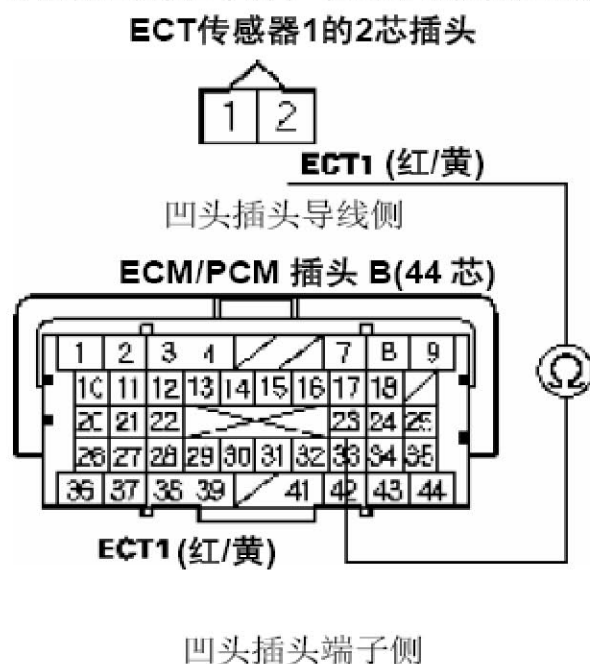 ECT传感器1的2芯插头
1 2
ECT1 (红/黄)
凹头插头导线侧
ECM/PCM 插头 B(44 芯)
1 2 3 4 7 8 9
10 11 12 13 14 15 16 17 18
20 21 22 23 24 25
26 27 28 29 30 31 32 33 34 35
36 37 38 39 41 42 43 44
Ω
ECT1 (红/黄)
凹头插头端子侧